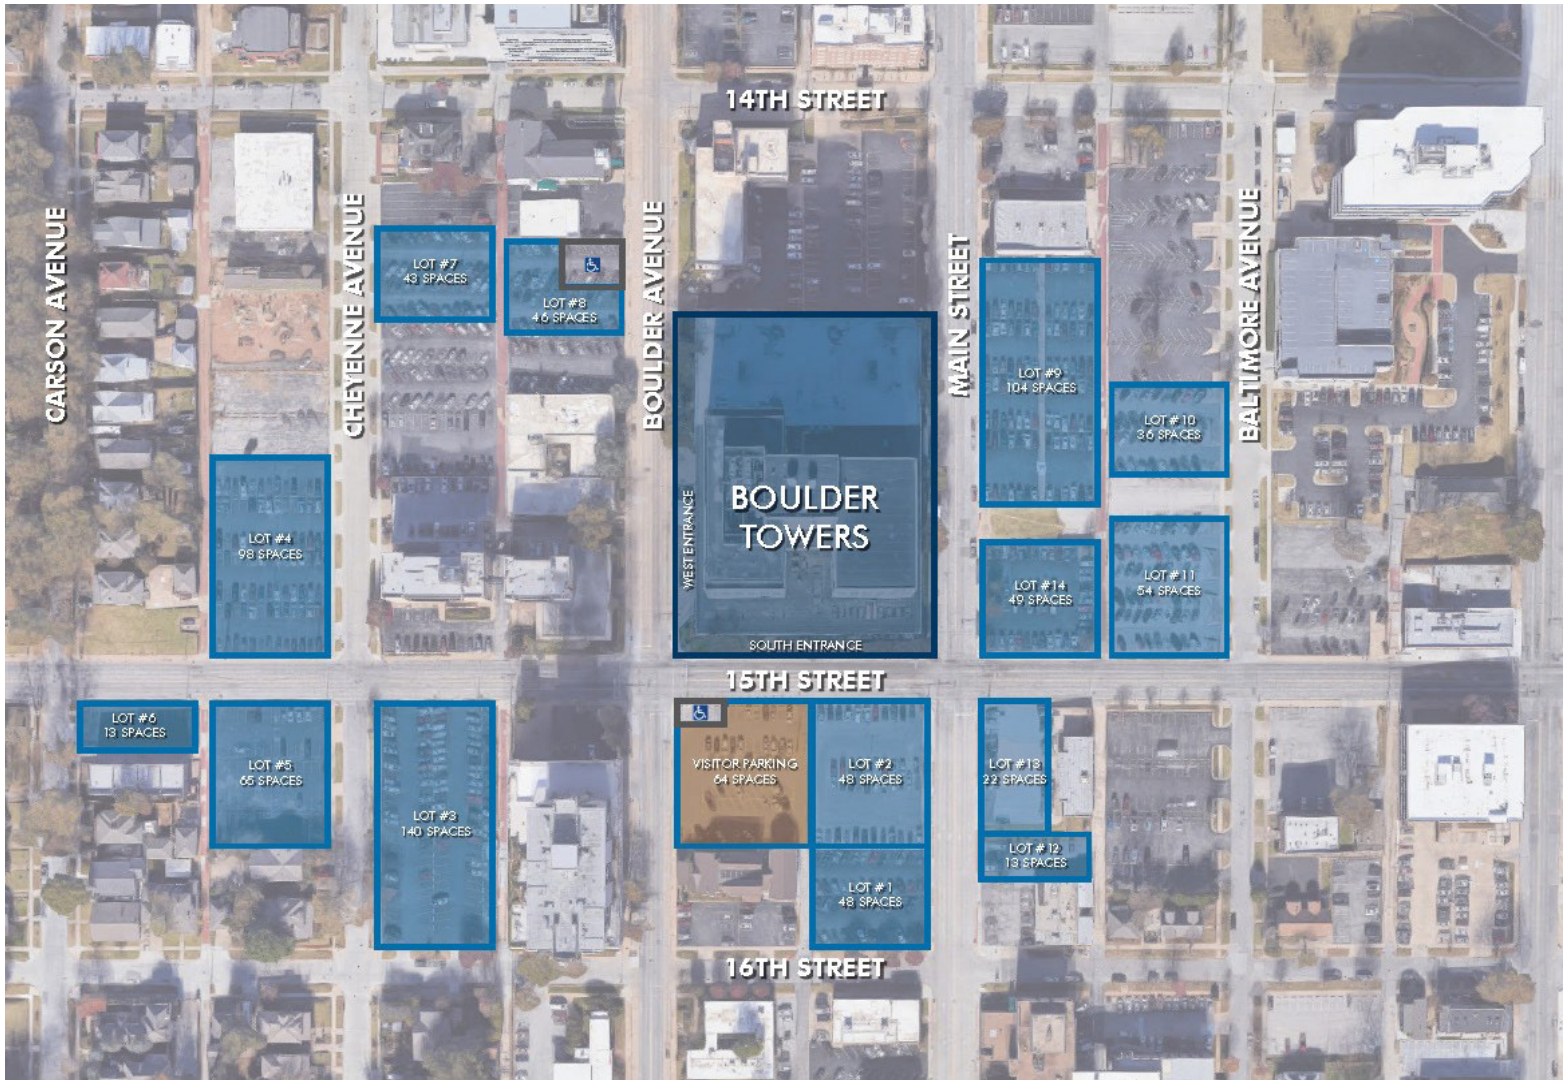 14TH STREET
CARSON AVENUE
CHEYENNE AVENUE
BOULDER AVENUE
MAIN STREET
BALTIMORE AVENUE
LOT #7
43 SPACES
LOT #8
46 SPACES
LOT #9
104 SPACES
LOT #10
36 SPACES
LOT #4
98 SPACES
WEST ENTRANCE
BOULDER
TOWERS
LOT #14
49 SPACES
LOT #11
54 SPACES
SOUTH ENTRANCE
15TH STREET
LOT #6
13 SPACES
LOT #5
65 SPACES
LOT #3
140 SPACES
VISITOR PARKING
64 SPACES
LOT #2
48 SPACES
LOT #13
22 SPACES
LOT #12
13 SPACES
LOT #1
48 SPACES
16TH STREET